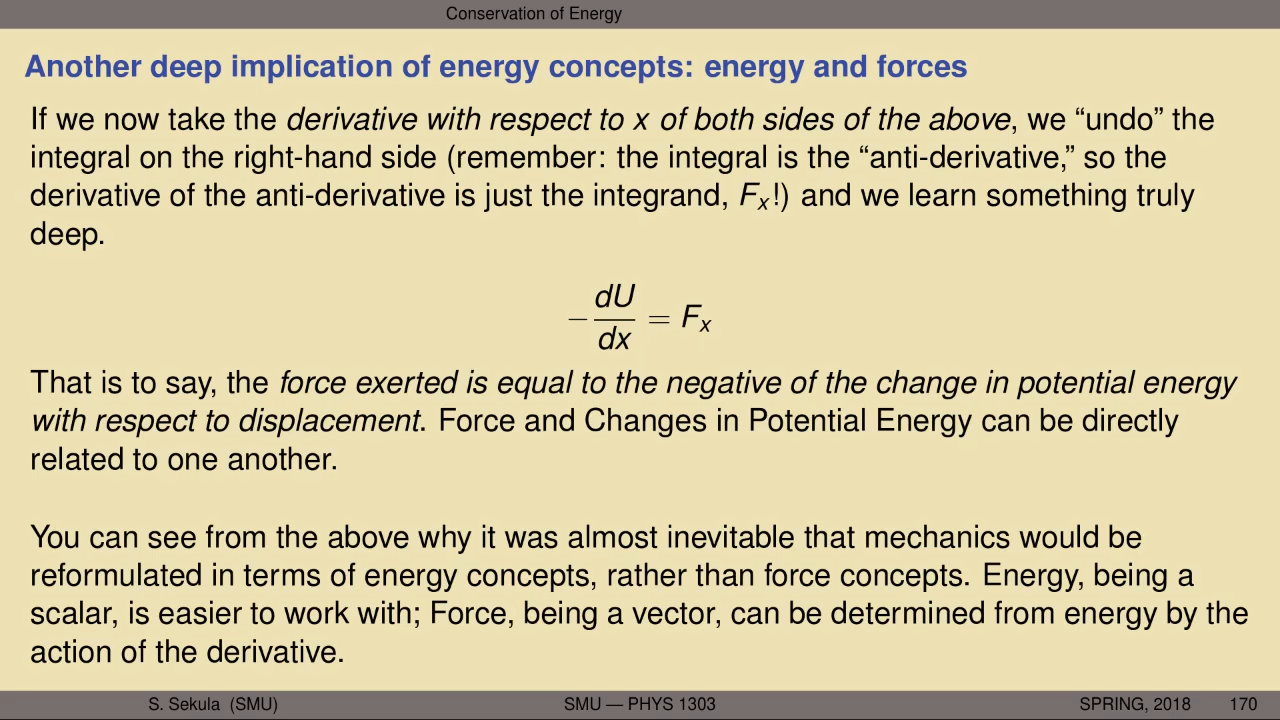 Conservation of Energy
Another deep implication of energy concepts: energy and forces
If we now take the derivative with respect to x of both sides of the above, we “undo” the
integral on the right-hand side (remember: the integral is the “anti-derivative,” so the
derivative of the anti-derivative is just the integrand, Fₓ!) and we learn something truly
deep.
− dU/dx = Fₓ
That is to say, the force exerted is equal to the negative of the change in potential energy
with respect to displacement. Force and Changes in Potential Energy can be directly
related to one another.
You can see from the above why it was almost inevitable that mechanics would be
reformulated in terms of energy concepts, rather than force concepts. Energy, being a
scalar, is easier to work with; Force, being a vector, can be determined from energy by the
action of the derivative.
S. Sekula (SMU) SMU — PHYS 1303 SPRING, 2018 170